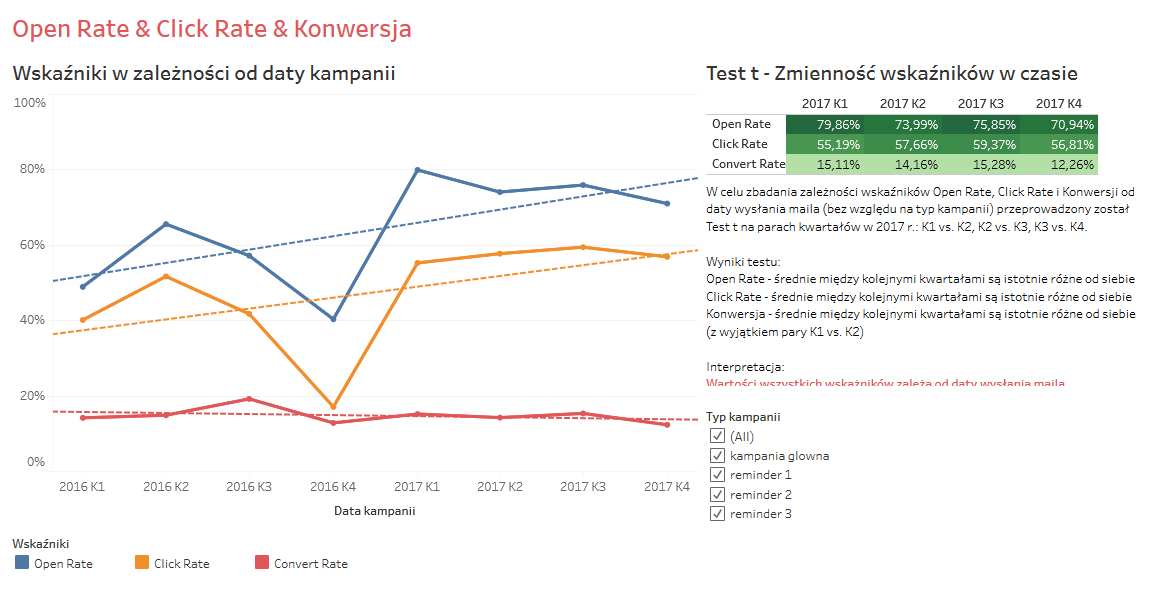 Open Rate & Click Rate & Konwersja
Wskaźniki w zależności od daty kampanii
100%
80%
60%
40%
20%
0%
2016 K1 2016 K2 2016 K3 2016 K4 2017 K1 2017 K2 2017 K3 2017 K4
Data kampanii
Wskaźniki
Open Rate Click Rate Convert Rate
Test t - Zmienność wskaźników w czasie
2017 K1 2017 K2 2017 K3 2017 K4
Open Rate 79,86% 73,99% 75,85% 70,94%
Click Rate 55,19% 57,66% 59,37% 56,81%
Convert Rate 15,11% 14,16% 15,28% 12,26%
W celu zbadania zależności wskaźników Open Rate, Click Rate i Konwersji od
daty wysłania maila (bez względu na typ kampanii) przeprowadzony został
Test t na parach kwartałów w 2017 r.: K1 vs. K2, K2 vs. K3, K3 vs. K4.
Wyniki testu:
Open Rate - średnie między kolejnymi kwartałami są istotnie różne od siebie
Click Rate - średnie między kolejnymi kwartałami są istotnie różne od siebie
Konwersja - średnie między kolejnymi kwartałami są istotnie różne od siebie
(z wyjątkiem pary K1 vs. K2)
Interpretacja:
Wartości wszystkich wskaźników zależą od daty wysłania maila
Typ kampanii
(All)
kampania glowna
reminder 1
reminder 2
reminder 3